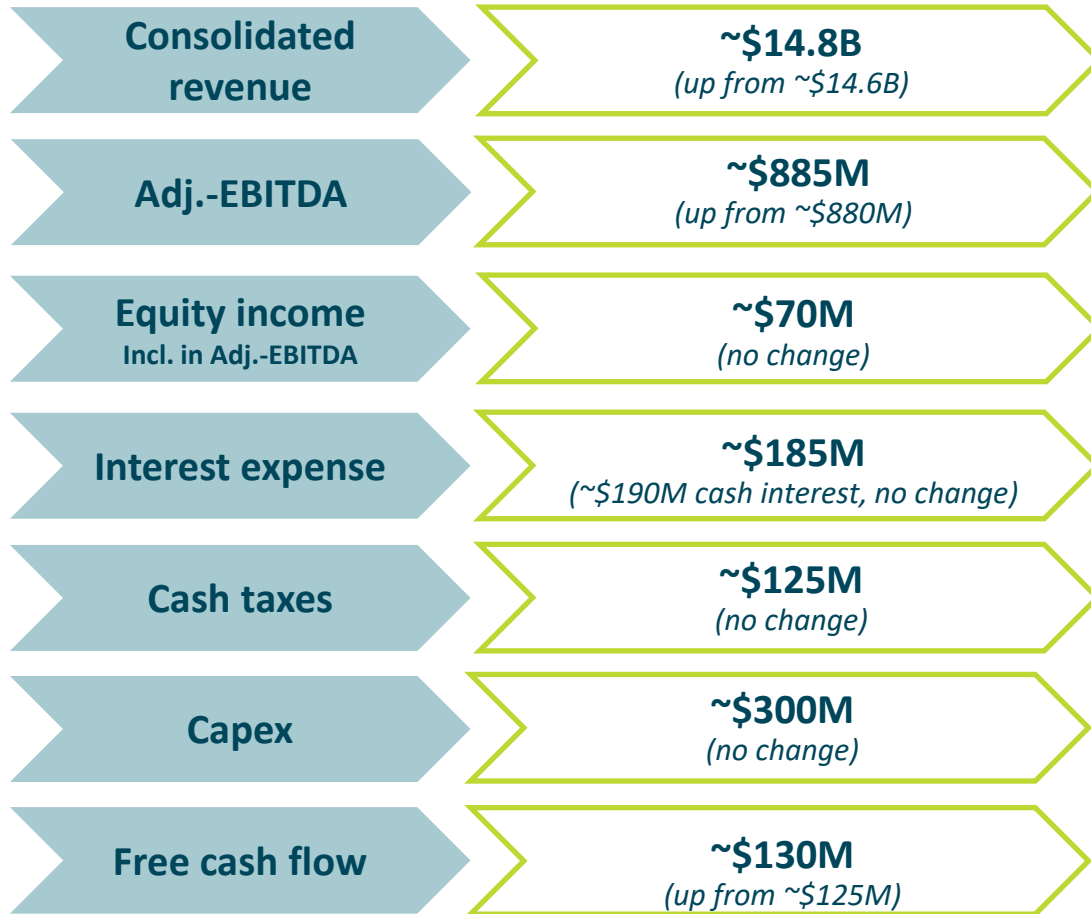 Consolidated
revenue
~$14.8B
(up from ~$14.6B)
Adj.-EBITDA
~$885M
(up from ~$880M)
Equity income
Incl. in Adj.-EBITDA
~$70M
(no change)
Interest expense
~$185M
(~$190M cash interest, no change)
Cash taxes
~$125M
(no change)
Capex
~$300M
(no change)
Free cash flow
~$130M
(up from ~$125M)